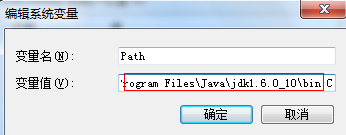 编辑系统变量
变量名(N): Path
变量值(V): rogram Files\Java\jdk1.6.0_10\bin C
确定 取消